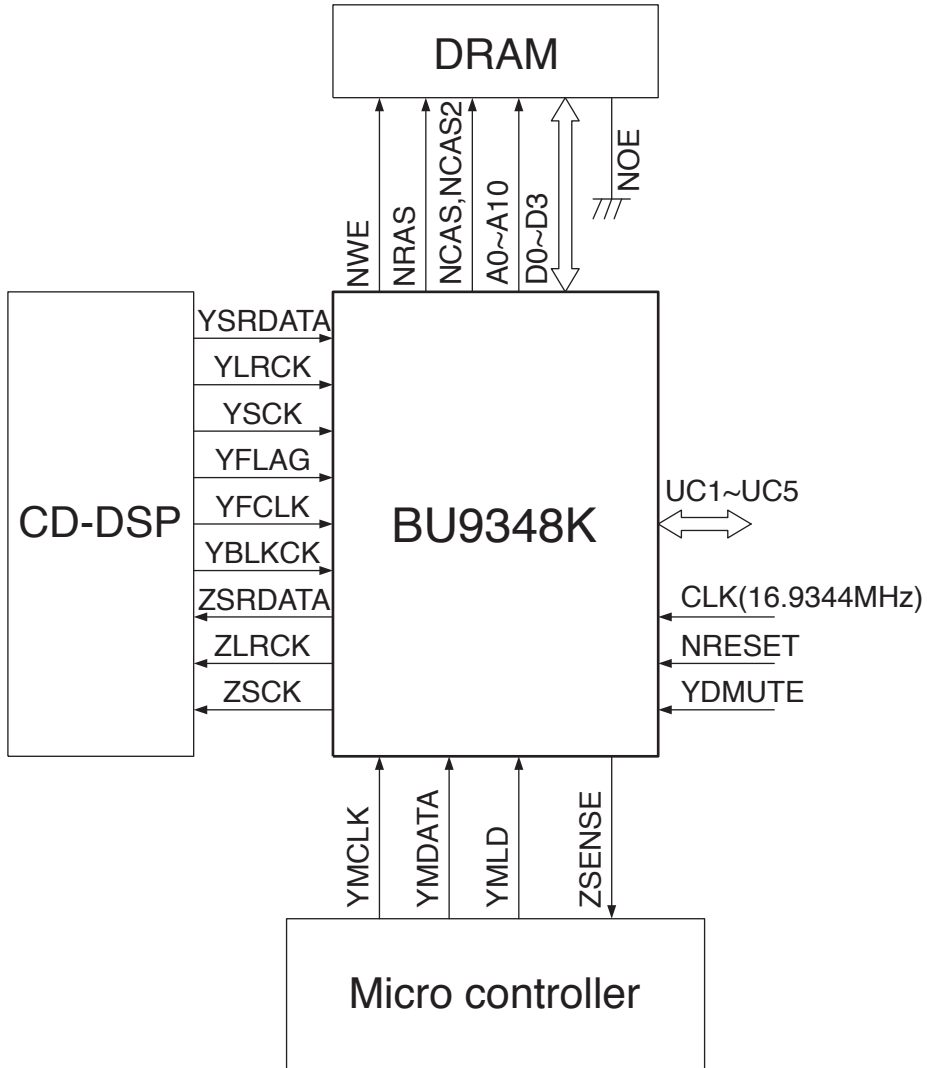 DRAM
NWE
NRAS
NCAS,NCAS2
A0~A10
D0~D3
NOE
CD-DSP
YSRDATA
YLRCK
YSCK
YFLAG
YFCLK
YBLKCK
ZSRDATA
ZLRCK
ZSCK
BU9348K
UC1~UC5
CLK(16.9344MHz)
NRESET
YDMUTE
YMCLK
YMDATA
YMLD
ZSENSE
Micro controller